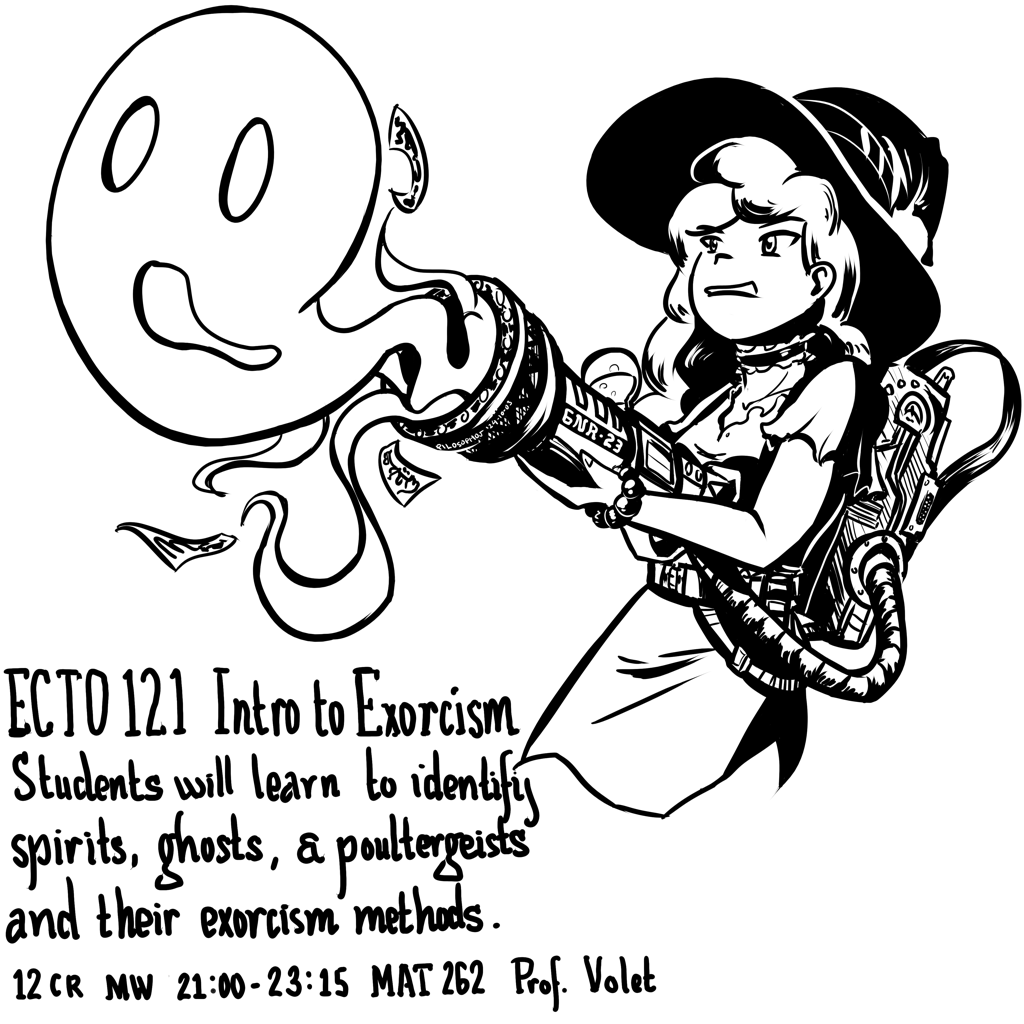 GNR·23
ECTO 121 Intro to Exorcism
Students will learn to identifiy
spirits, ghosts, & poultergeists
and their exorcism methods.
12 CR MW 21:00-23:15 MAT 262 Prof. Volet